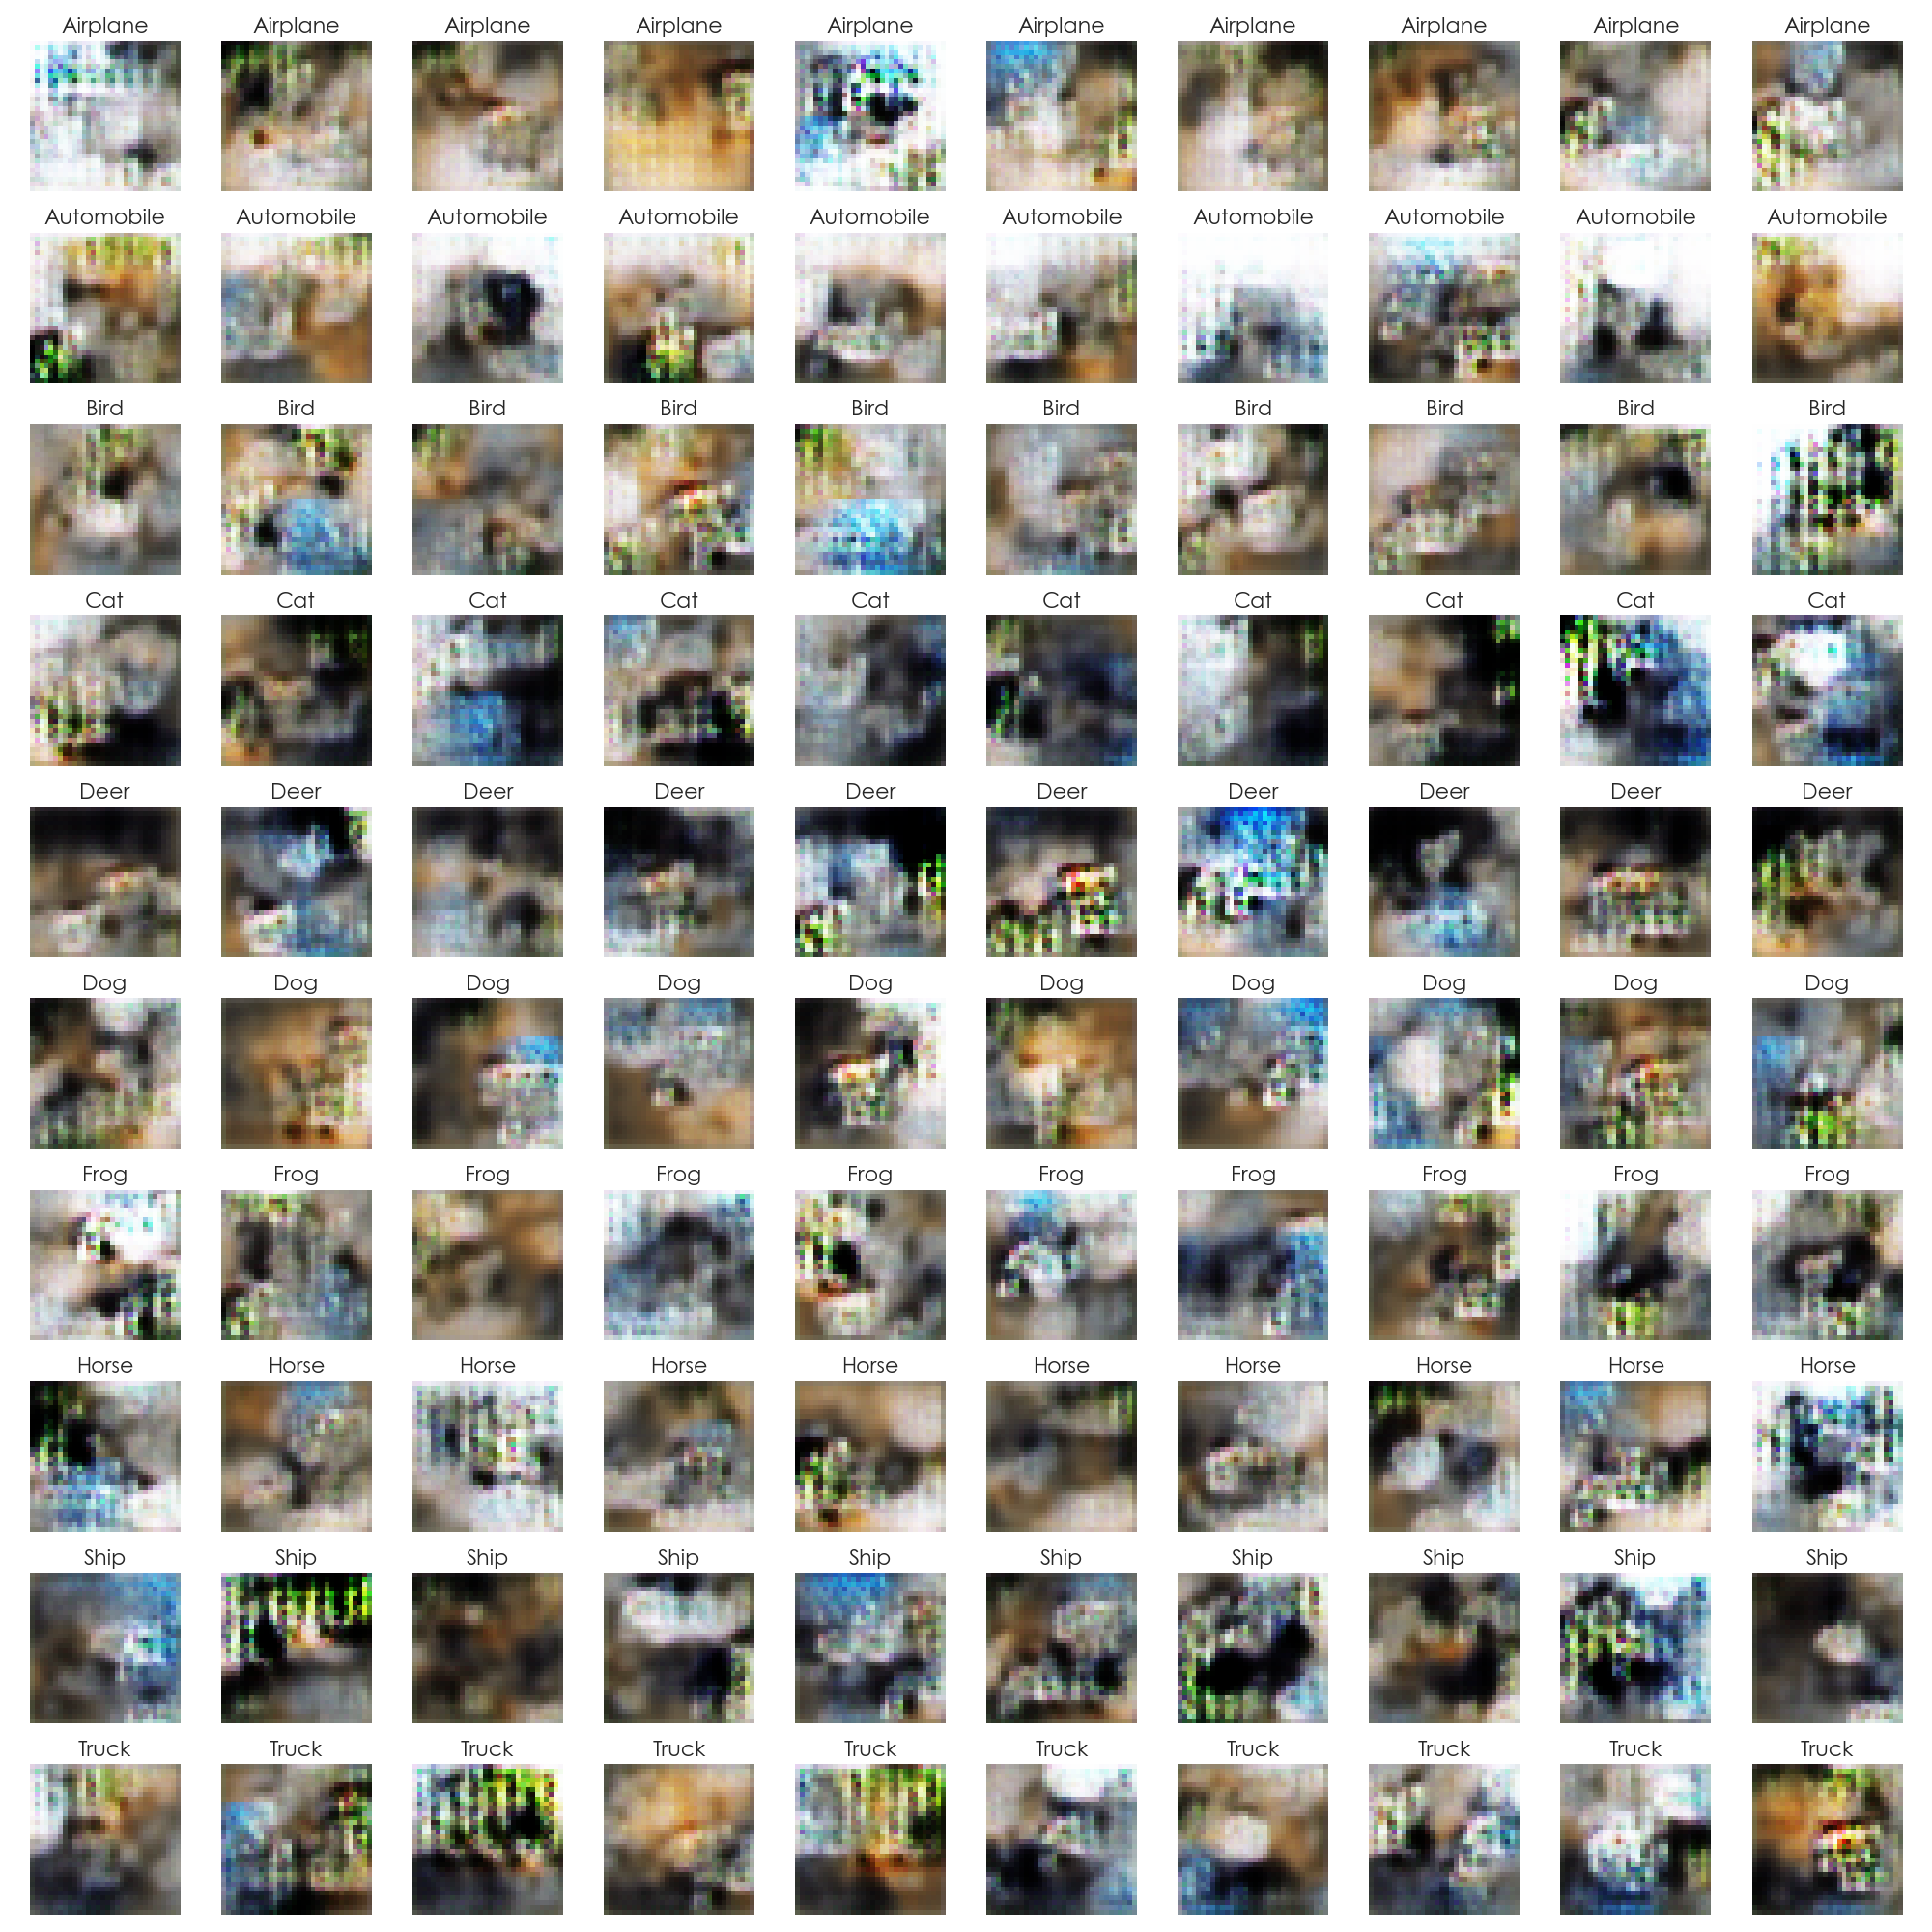 Airplane Airplane Airplane Airplane Airplane Airplane Airplane Airplane Airplane Airplane
Automobile Automobile Automobile Automobile Automobile Automobile Automobile Automobile Automobile Automobile
Bird Bird Bird Bird Bird Bird Bird Bird Bird Bird
Cat Cat Cat Cat Cat Cat Cat Cat Cat Cat
Deer Deer Deer Deer Deer Deer Deer Deer Deer Deer
Dog Dog Dog Dog Dog Dog Dog Dog Dog Dog
Frog Frog Frog Frog Frog Frog Frog Frog Frog Frog
Horse Horse Horse Horse Horse Horse Horse Horse Horse Horse
Ship Ship Ship Ship Ship Ship Ship Ship Ship Ship
Truck Truck Truck Truck Truck Truck Truck Truck Truck Truck